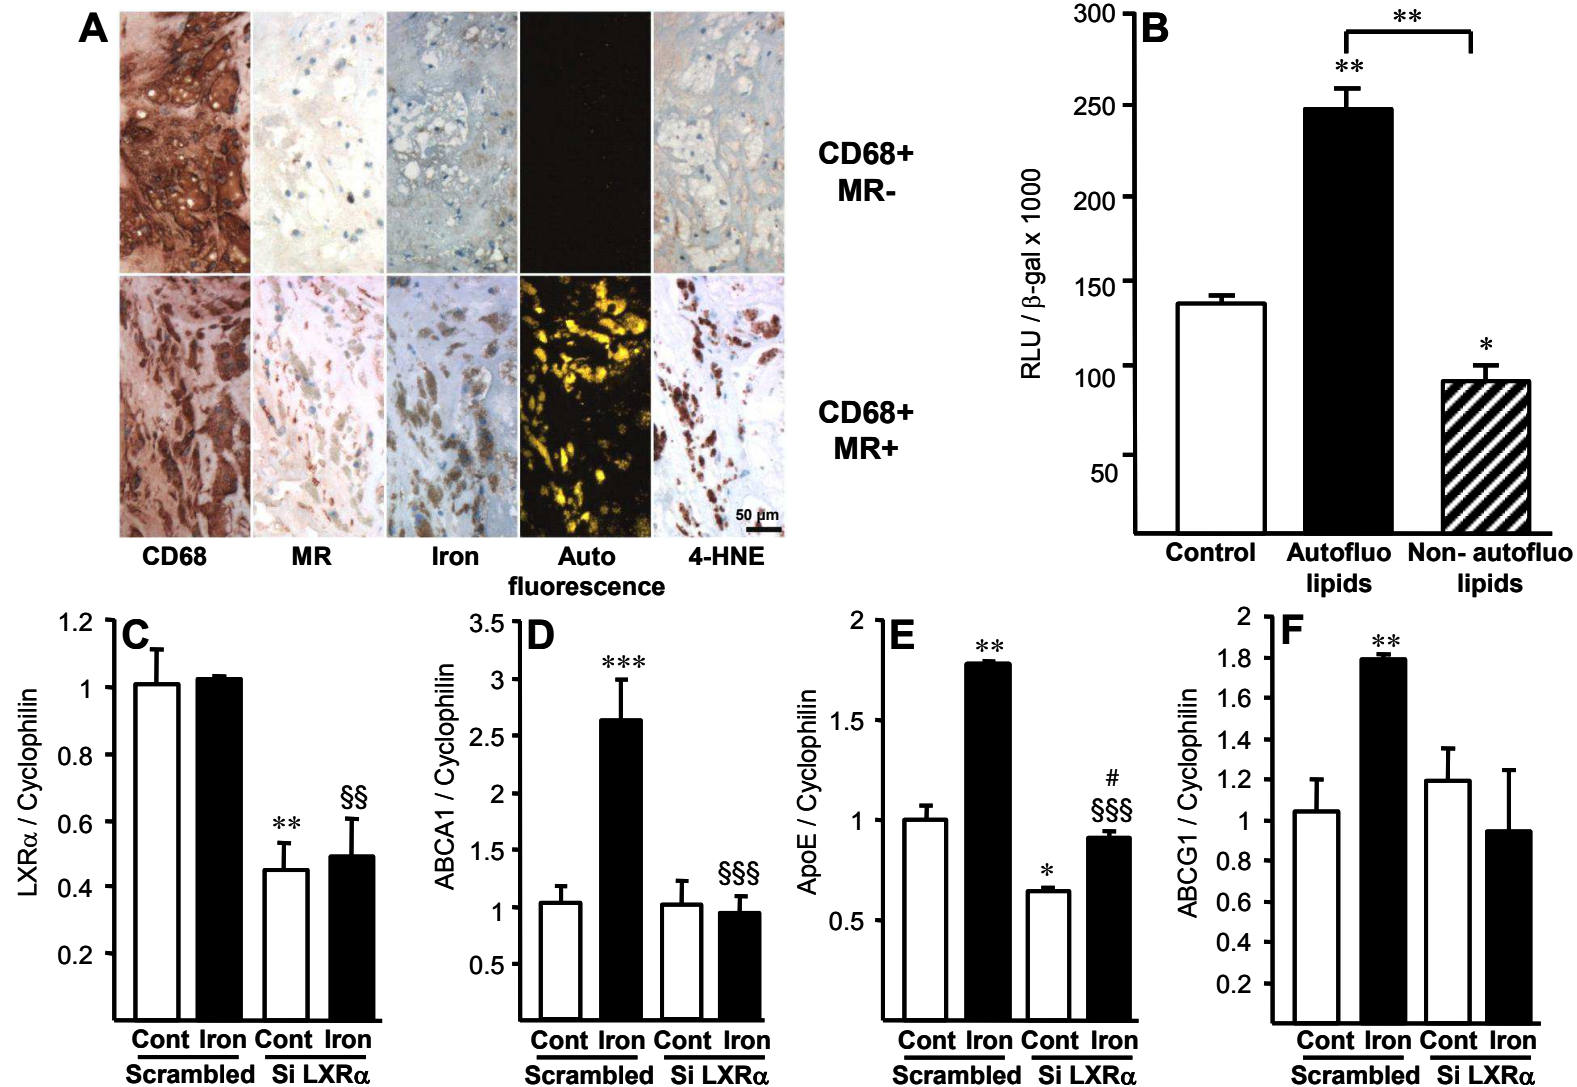 A
CD68+
MR-
CD68+
MR+
50 µm
CD68 MR Iron Auto 4-HNE
fluorescence
B
RLU / β-gal x 1000
300
250
200
150
100
50
**
**
*
Control Autofluo Non- autofluo
lipids lipids
C
LXRα / Cyclophilin
1.2
1
0.8
0.6
0.4
0.2
**
§§
Cont Iron Cont Iron
Scrambled Si LXRα
D
ABCA1 / Cyclophilin
3.5
3
2.5
2
1.5
1
0.5
***
§§§
Cont Iron Cont Iron
Scrambled Si LXRα
E
ApoE / Cyclophilin
2
1.5
1
0.5
**
*
#
§§§
Cont Iron Cont Iron
Scrambled Si LXRα
F
ABCG1 / Cyclophilin
2
1.8
1.6
1.4
1.2
1
0.8
0.6
0.4
0.2
**
Cont Iron Cont Iron
Scrambled Si LXRα